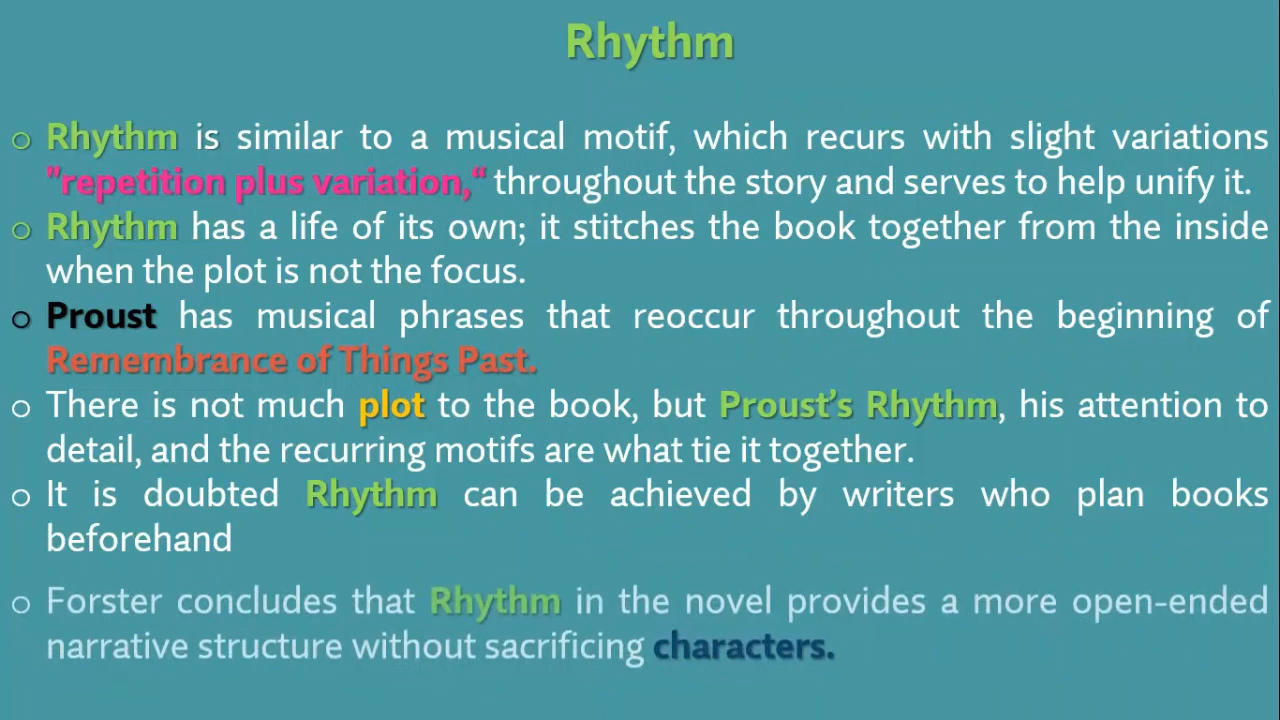 Rhythm
o Rhythm is similar to a musical motif, which recurs with slight variations
"repetition plus variation,“ throughout the story and serves to help unify it.
o Rhythm has a life of its own; it stitches the book together from the inside
when the plot is not the focus.
o Proust has musical phrases that reoccur throughout the beginning of
Remembrance of Things Past.
o There is not much plot to the book, but Proust’s Rhythm, his attention to
detail, and the recurring motifs are what tie it together.
o It is doubted Rhythm can be achieved by writers who plan books
beforehand
o Forster concludes that Rhythm in the novel provides a more open-ended
narrative structure without sacrificing characters.